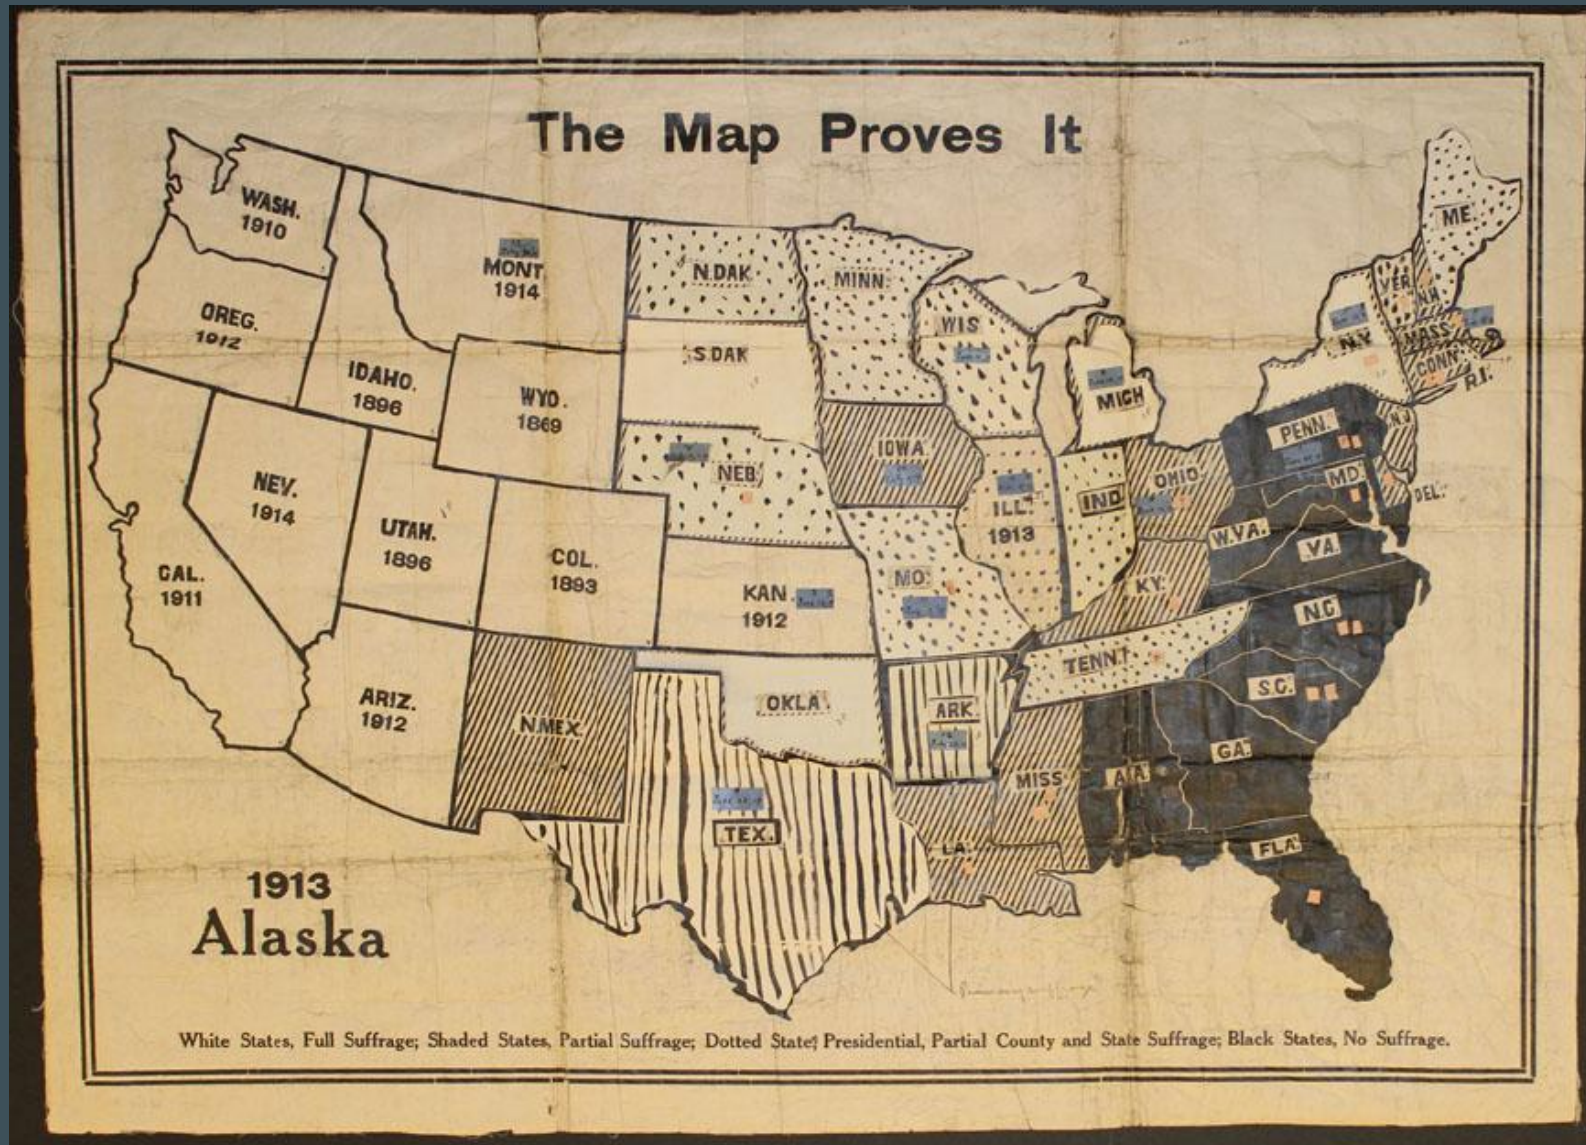 The Map Proves It
WASH.
1910
OREG.
1912
CAL.
1911
IDAHO.
1896
NEV.
1914
MONT.
1914
WYO.
1869
UTAH.
1896
COL.
1893
ARIZ.
1912
N.MEX.
N.DAK
S.DAK
NEB.
KAN.
1912
OKLA
TEX.
MINN.
IOWA
MO.
ARK.
LA.
WIS
ILL.
1913
MICH
IND.
OHIO.
KY.
TENN.
MISS
ALA.
GA.
FLA.
S.C.
N.C
VA.
W.VA.
MD
DEL.
PENN.
N.J
N.Y
CONN.
R.I.
MASS
VER.
N.H.
ME.
1913
Alaska
White States, Full Suffrage; Shaded States, Partial Suffrage; Dotted States, Presidential, Partial County and State Suffrage; Black States, No Suffrage.